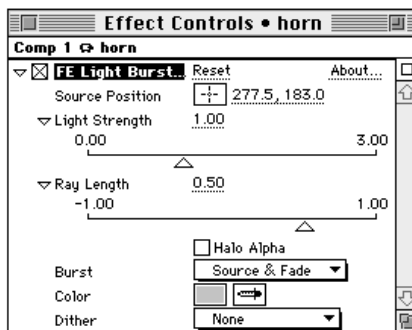 Effect Controls • horn
Comp 1 horn
FE Light Burst... Reset About...
Source Position 277.5, 183.0
Light Strength 1.00
0.00 3.00
Ray Length 0.50
-1.00 1.00
Halo Alpha
Burst Source & Fade
Color
Dither None